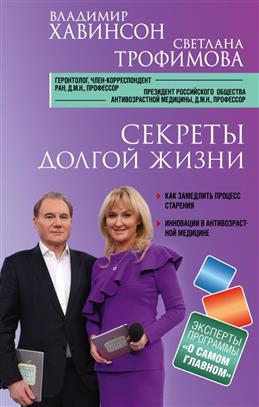 ВЛАДИМИР
ХАВИНСОН
СВЕТЛАНА
ТРОФИМОВА
ГЕРОНТОЛОГ, ЧЛЕН-КОРРЕСПОНДЕНТ
РАН, Д.М.Н., ПРОФЕССОР
ПРЕЗИДЕНТ РОССИЙСКОГО ОБЩЕСТВА
АНТИВОЗРАСТНОЙ МЕДИЦИНЫ, Д.М.Н., ПРОФЕССОР
СЕКРЕТЫ
ДОЛГОЙ ЖИЗНИ
КАК ЗАМЕДЛИТЬ ПРОЦЕСС
СТАРЕНИЯ
ИННОВАЦИИ В АНТИВОЗРАСТ-
НОЙ МЕДИЦИНЕ
ЭКСПЕРТЫ
ПРОГРАММЫ
«О САМОМ
ГЛАВНОМ»